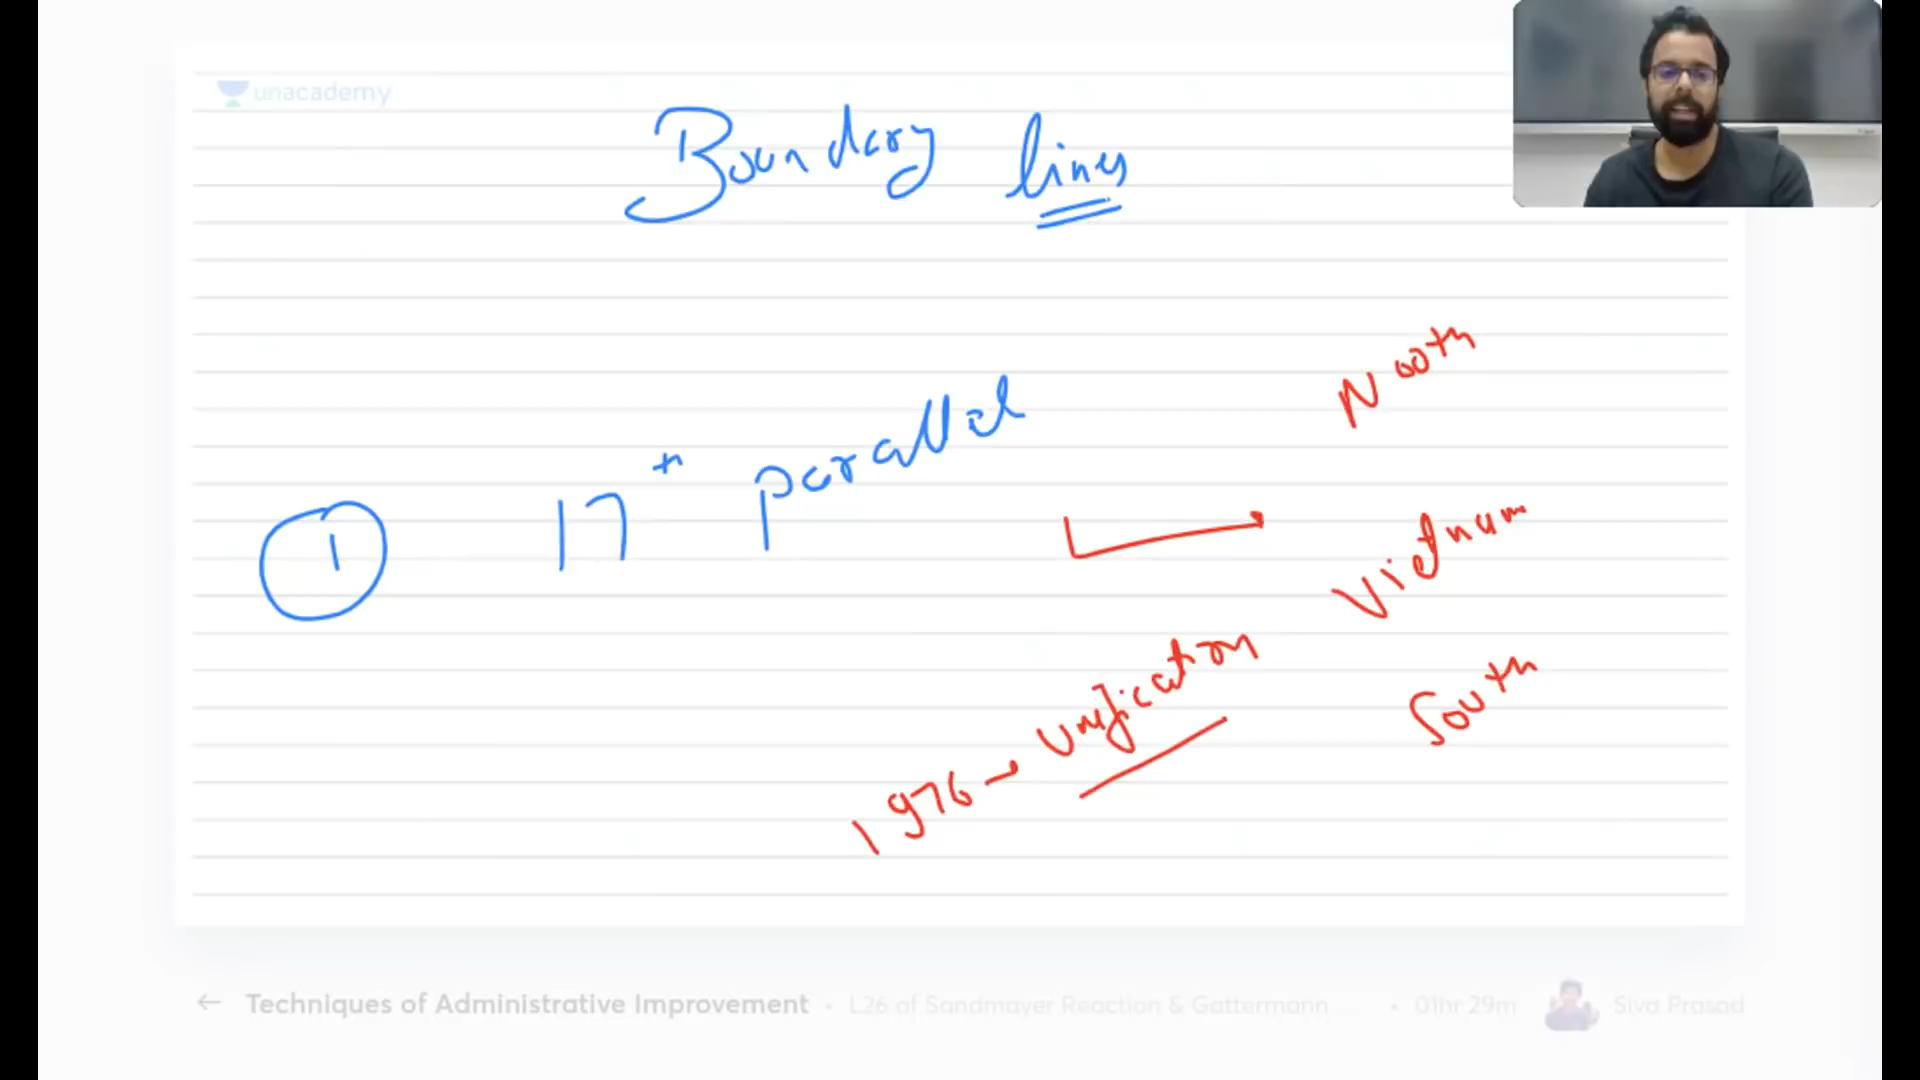 unacademy
Boundary lines
North
① 17th parallel
Vietnam
South
1976 → Unification
← Techniques of Administrative Improvement • L26 of Sandmayer Reaction & Gattermann ... • 01hr 29m Siva Prasad